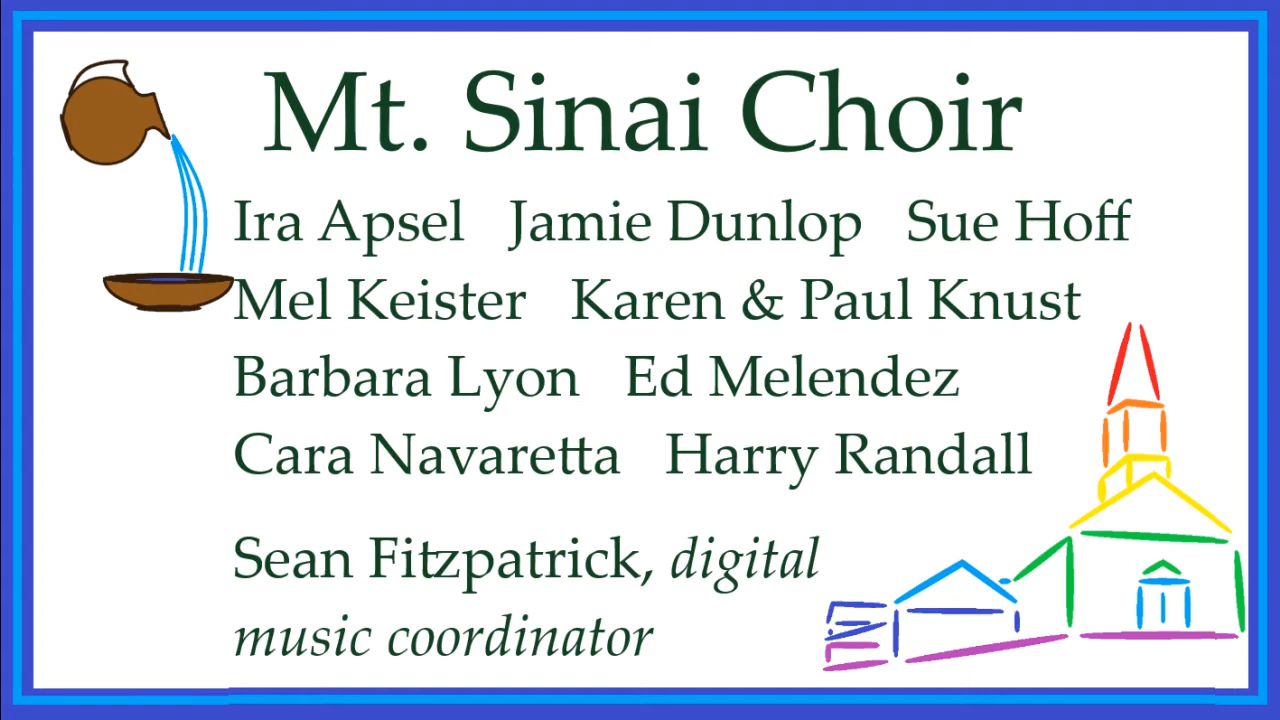 Mt. Sinai Choir
Ira Apsel Jamie Dunlop Sue Hoff
Mel Keister Karen & Paul Knust
Barbara Lyon Ed Melendez
Cara Navaretta Harry Randall
Sean Fitzpatrick, digital
music coordinator